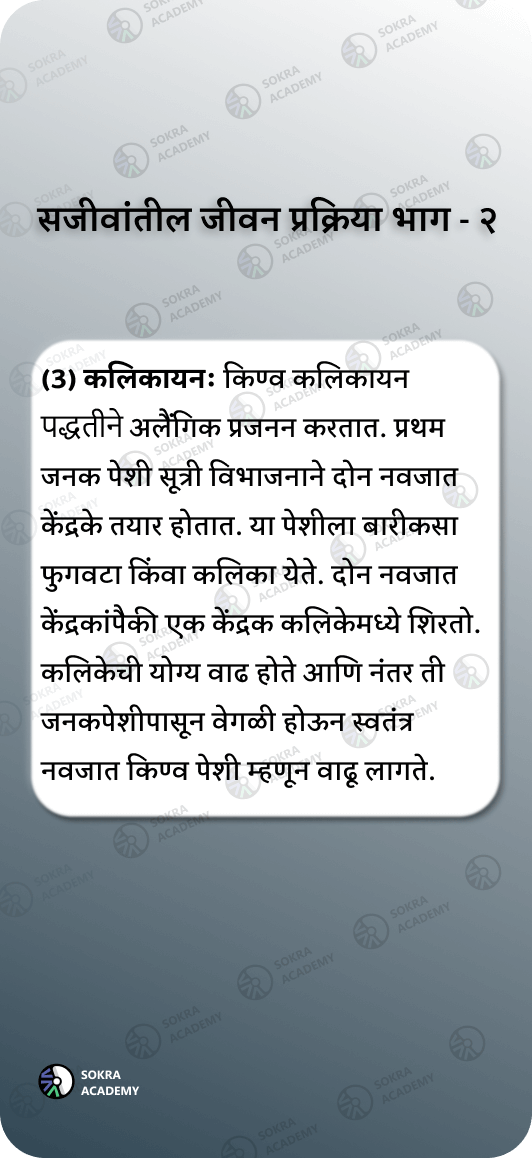 सजीवांतील जीवन प्रक्रिया भाग - २
(3) कलिकायनः किण्व कलिकायन
पद्धतीने अलैंगिक प्रजनन करतात. प्रथम
जनक पेशी सूत्री विभाजनाने दोन नवजात
केंद्रके तयार होतात. या पेशीला बारीकसा
फुगवटा किंवा कलिका येते. दोन नवजात
केंद्रकांपैकी एक केंद्रक कलिकेमध्ये शिरतो.
कलिकेची योग्य वाढ होते आणि नंतर ती
जनकपेशीपासून वेगळी होऊन स्वतंत्र
नवजात किण्व पेशी म्हणून वाढू लागते.
SOKRA
ACADEMY